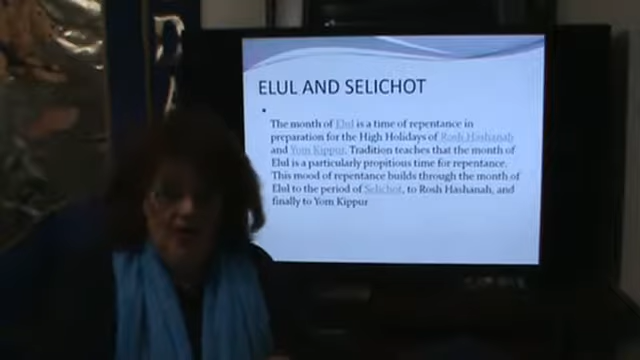 ELUL AND SELICHOT
The month of Elul is a time of repentance in
preparation for the High Holidays of Rosh Hashanah
and Yom Kippur. Tradition teaches that the month of
Elul is a particularly propitious time for repentance.
This mood of repentance builds through the month of
Elul to the period of Selichot, to Rosh Hashanah, and
finally to Yom Kippur